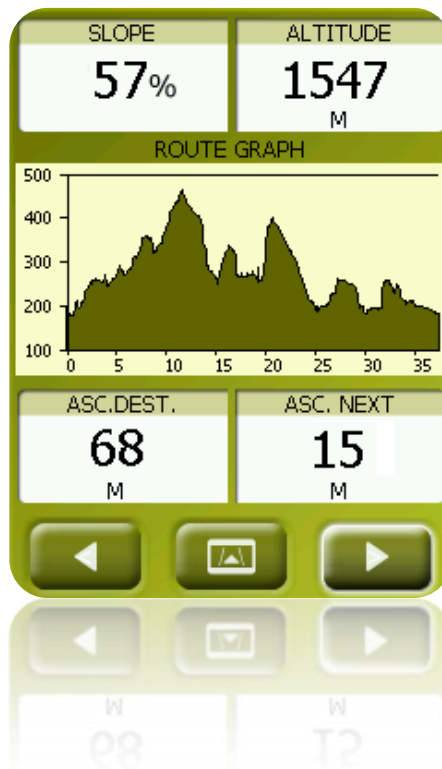 SLOPE ALTITUDE
57% 1547
M
ROUTE GRAPH
500
400
300
200
100
0 5 10 15 20 25 30 35
ASC.DEST. ASC. NEXT
68 15
M M